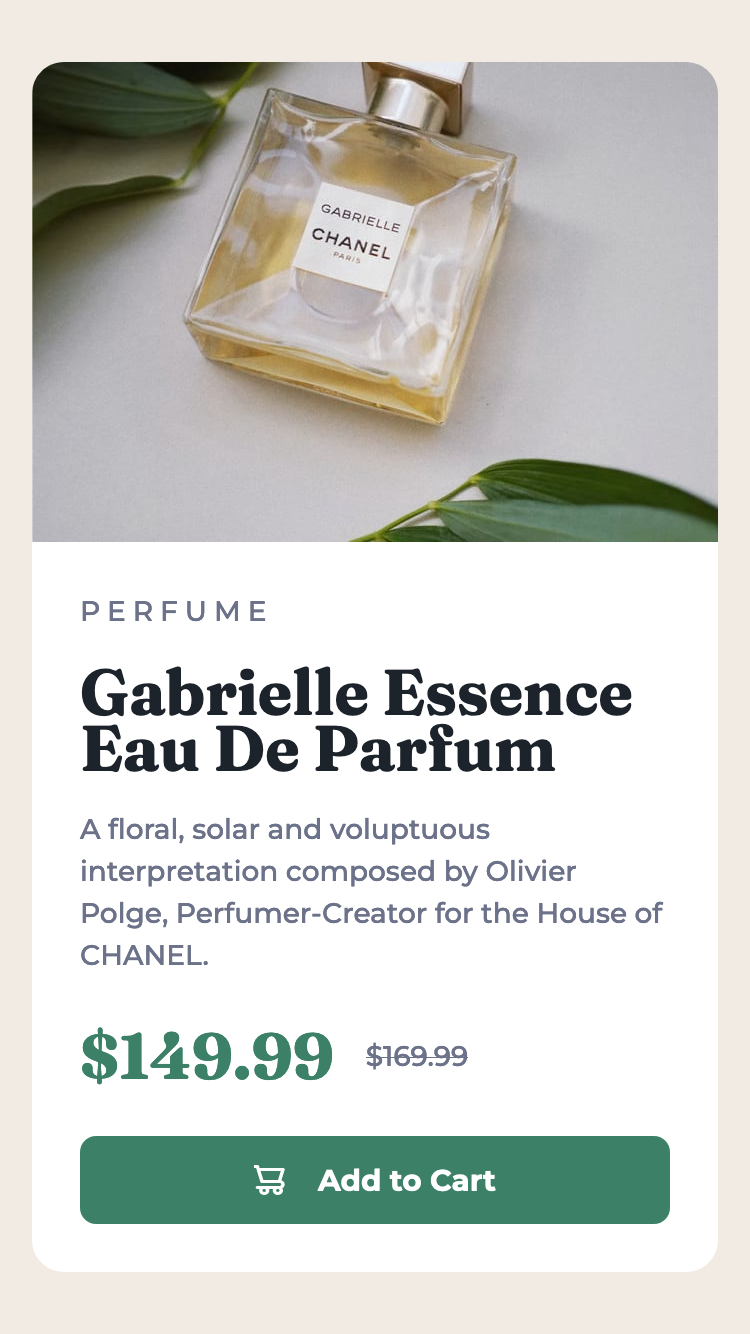 GABRIELLE
CHANEL
PARIS
PERFUME
Gabrielle Essence
Eau De Parfum
A floral, solar and voluptuous
interpretation composed by Olivier
Polge, Perfumer-Creator for the House of
CHANEL.
$149.99 $169.99
Add to Cart